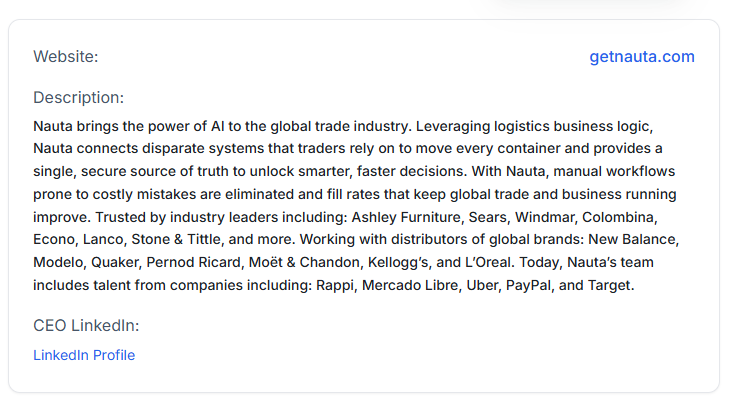 Website:
getnauta.com
Description:
Nauta brings the power of AI to the global trade industry. Leveraging logistics business logic,
Nauta connects disparate systems that traders rely on to move every container and provides a
single, secure source of truth to unlock smarter, faster decisions. With Nauta, manual workflows
prone to costly mistakes are eliminated and fill rates that keep global trade and business running
improve. Trusted by industry leaders including: Ashley Furniture, Sears, Windmar, Colombina,
Econo, Lanco, Stone & Tittle, and more. Working with distributors of global brands: New Balance,
Modelo, Quaker, Pernod Ricard, Moët & Chandon, Kellogg’s, and L’Oreal. Today, Nauta’s team
includes talent from companies including: Rappi, Mercado Libre, Uber, PayPal, and Target.
CEO LinkedIn:
LinkedIn Profile